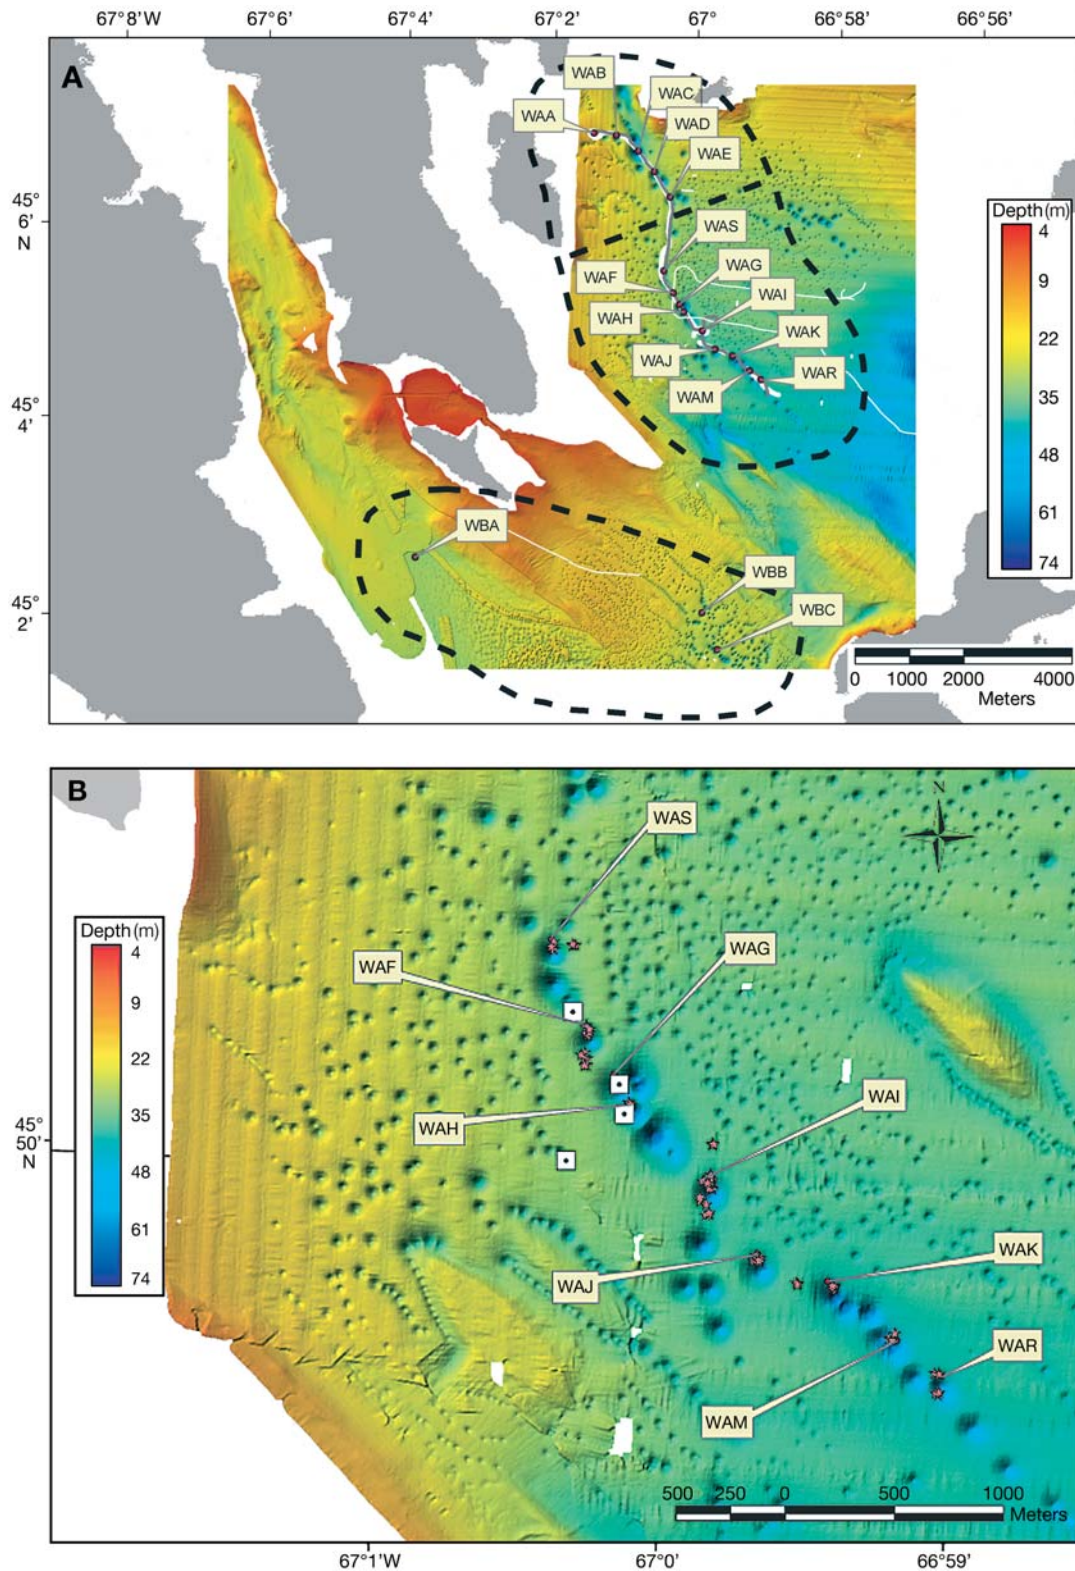 67°8’ W
67°6’
67°4’
67°2’
67°
66°58’
66°56’
A
WAB
WAC
WAA
WAD
WAE
45°
6’
N
WAS
WAF
WAG
WAI
WAH
WAK
WAJ
WAR
WAM
Depth (m)
4
9
22
35
48
61
74
45°
4’
WBA
WBB
WBC
45°
2’
0 1000 2000 4000
Meters
B
WAS
N
Depth (m)
4
9
22
35
48
61
74
WAF
WAG
WAI
WAH
45°
50’
N
WAK
WAJ
WAR
WAM
500 250 0 500 1000
Meters
67°1’W
67°0’
66°59’